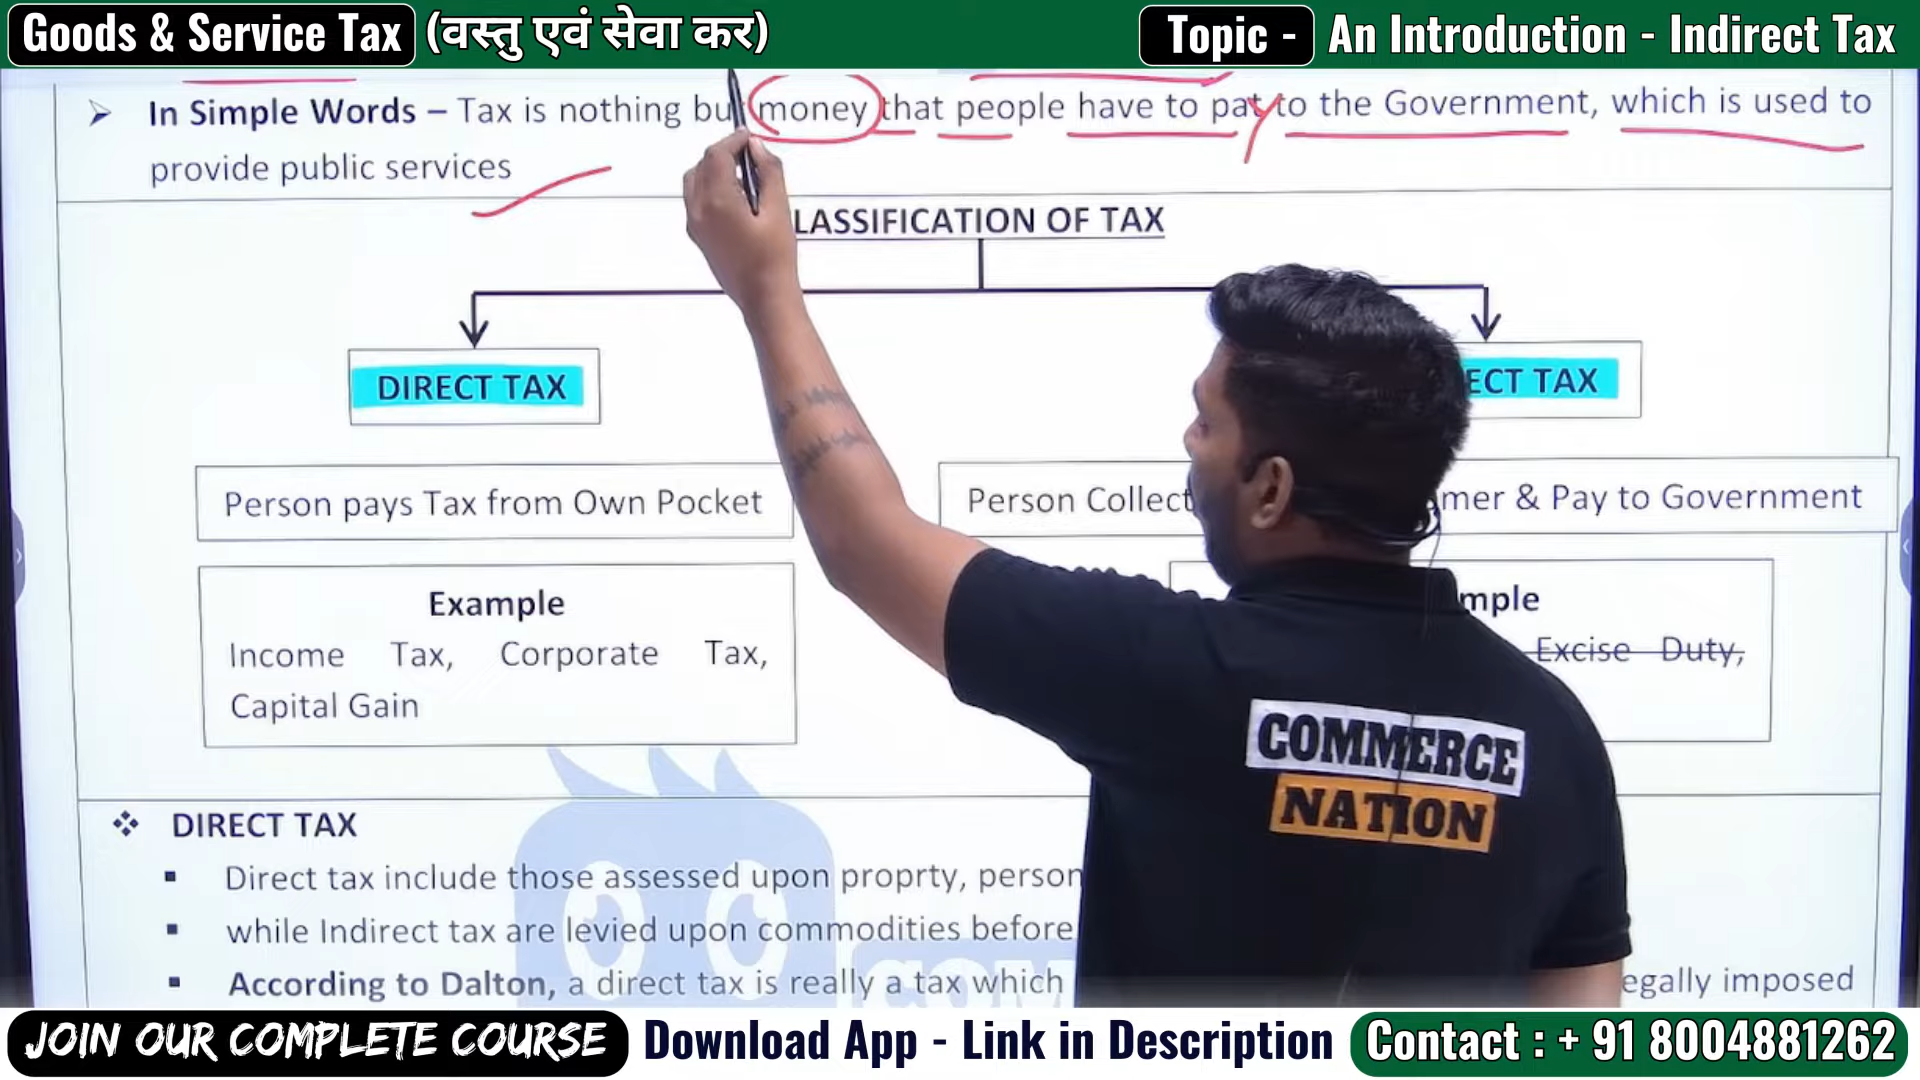 Goods & Service Tax (वस्तु एवं सेवा कर) Topic - An Introduction - Indirect Tax
➢ In Simple Words – Tax is nothing but money that people have to pay to the Government, which is used to
provide public services
LASSIFICATION OF TAX
DIRECT TAX ECT TAX
Person pays Tax from Own Pocket Person Collect mer & Pay to Government
Example mple
Income Tax, Corporate Tax, Excise Duty,
Capital Gain
COMMERCE
NATION
❖ DIRECT TAX
▪ Direct tax include those assessed upon proprty, person
▪ while Indirect tax are levied upon commodities before
▪ According to Dalton, a direct tax is really a tax which egally imposed
COM
JOIN OUR COMPLETE COURSE Download App - Link in Description Contact : + 91 8004881262